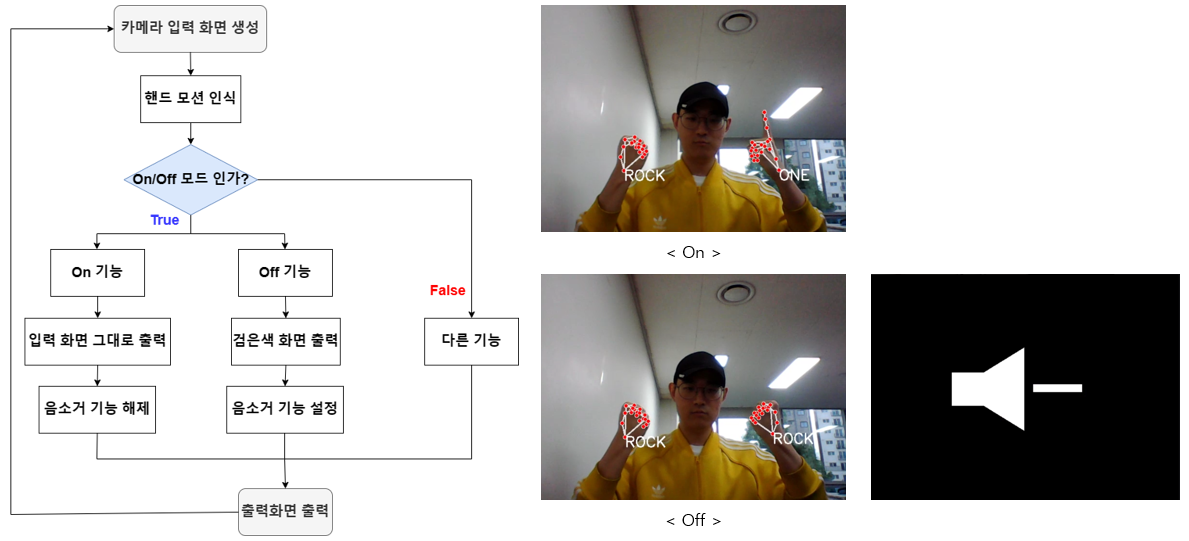 카메라 입력 화면 생성
핸드 모션 인식
On/Off 모드 인가?
True
On 기능
Off 기능
False
입력 화면 그대로 출력
검은색 화면 출력
다른 기능
음소거 기능 해제
음소거 기능 설정
출력화면 출력
ROCK
ONE
< On >
ROCK
ROCK
< Off >